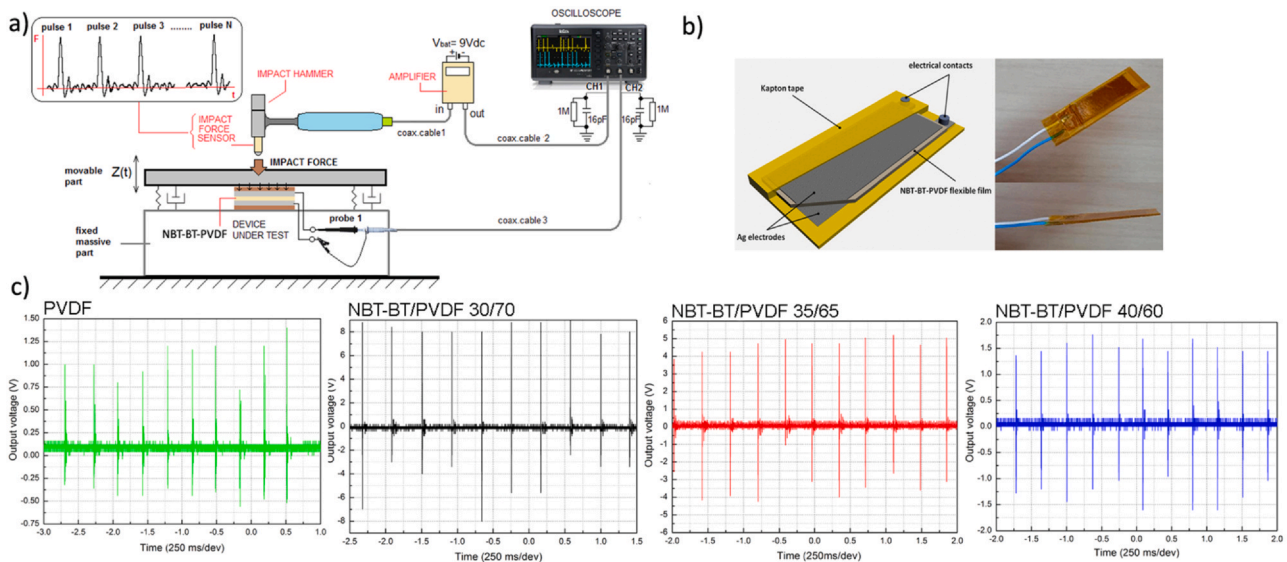 a)
pulse 1 pulse 2 pulse 3 ........ pulse N
F
t
IMPACT HAMMER
IMPACT
FORCE
SENSOR
Vbat= 9Vdc
+ -
AMPLIFIER
in
out
coax.cable1
coax.cable 2
OSCILLOSCOPE
CH1
CH2
1M
16pF
16pF
1M
IMPACT FORCE
movable
part
Z(t)
NBT-BT-PVDF
DEVICE
UNDER TEST
probe 1
coax.cable3
fixed
massive
part
b)
electrical contacts
Kapton tape
NBT-BT-PVDF flexible film
Ag electrodes
c)
PVDF
Output voltage (V)
1.50
1.25
1.00
0.75
0.50
0.25
0.00
-0.25
-0.50
-0.75
-3.0 -2.5 -2.0 -1.5 -1.0 -0.5 0.0 0.5 1.0
Time (250 ms/dev)
NBT-BT/PVDF 30/70
Output voltage (V)
8
6
4
2
0
-2
-4
-6
-8
-2.5 -2.0 -1.5 -1.0 -0.5 0.0 0.5 1.0 1.5
Time (250 ms/dev)
NBT-BT/PVDF 35/65
Output voltage (V)
6
5
4
3
2
1
0
-1
-2
-3
-4
-5
-6
-2.0 -1.5 -1.0 -0.5 0.0 0.5 1.0 1.5 2.0
Time (250ms/dev)
NBT-BT/PVDF 40/60
Output voltage (V)
2.0
1.5
1.0
0.5
0.0
-0.5
-1.0
-1.5
-2.0
-2.0 -1.5 -1.0 -0.5 0.0 0.5 1.0 1.5 2.0
Time (250 ms/dev)